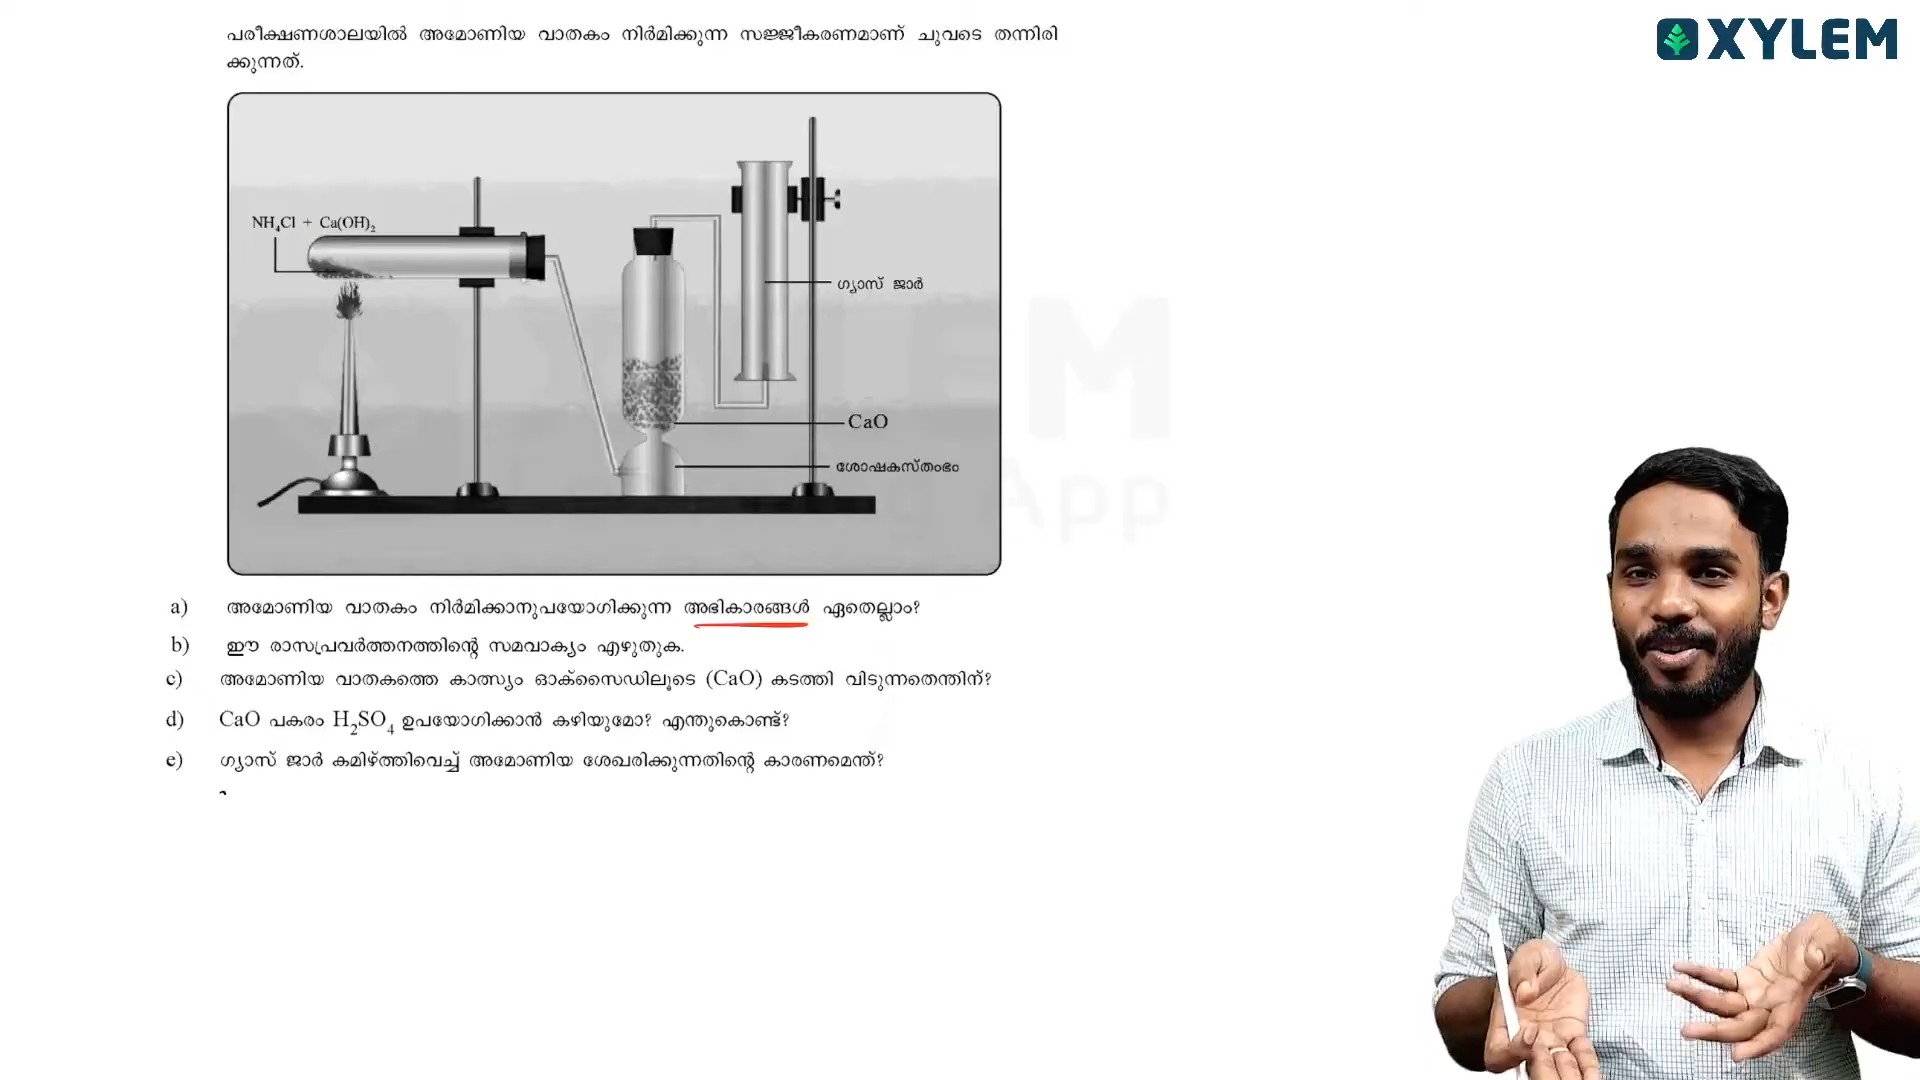 XYLEM
പരീക്ഷണശാലയിൽ അമോണിയ വാതകം നിർമിക്കുന്ന സജ്ജീകരണമാണ് ചുവടെ തന്നിരി
ക്കുന്നത്.
NH₄Cl + Ca(OH)₂
ഗ്യാസ് ജാർ
CaO
ശോഷകസ്തംഭം
a) അമോണിയ വാതകം നിർമിക്കാനുപയോഗിക്കുന്ന അഭികാരങ്ങൾ ഏതെല്ലാം?
b) ഈ രാസപ്രവർത്തനത്തിന്റെ സമവാക്യം എഴുതുക.
c) അമോണിയ വാതകത്തെ കാത്സ്യം ഓക്സൈഡിലൂടെ (CaO) കടത്തി വിടുന്നതെന്തിന്?
d) CaO പകരം H₂SO₄ ഉപയോഗിക്കാൻ കഴിയുമോ? എന്തുകൊണ്ട്?
e) ഗ്യാസ് ജാർ കമിഴ്ത്തിവെച്ച് അമോണിയ ശേഖരിക്കുന്നതിന്റെ കാരണമെന്ത്?